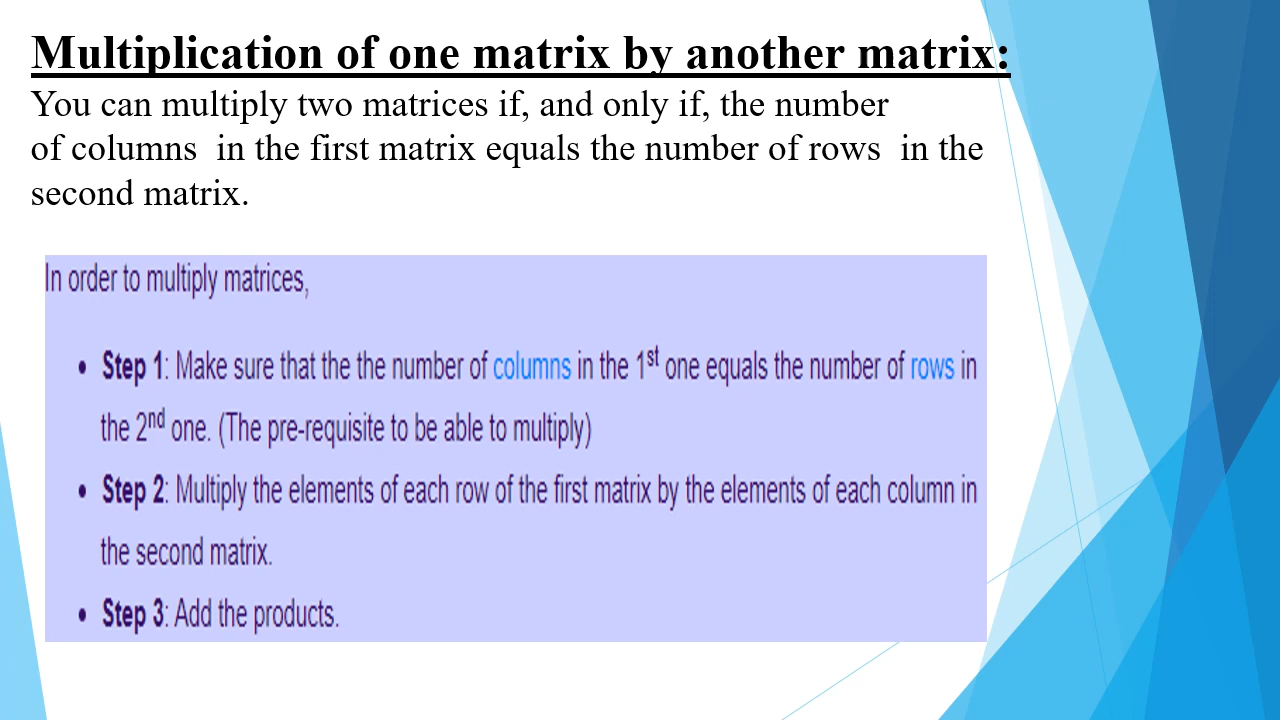 Multiplication of one matrix by another matrix:
You can multiply two matrices if, and only if, the number
of columns  in the first matrix equals the number of rows  in the
second matrix.
In order to multiply matrices,
• Step 1: Make sure that the the number of columns in the 1st one equals the number of rows in
the 2nd one. (The pre-requisite to be able to multiply)
• Step 2: Multiply the elements of each row of the first matrix by the elements of each column in
the second matrix.
• Step 3: Add the products.